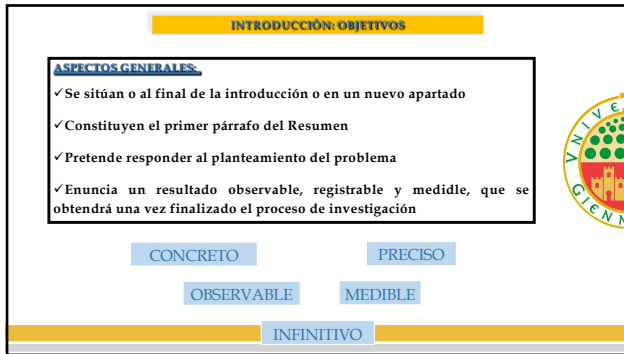 INTRODUCCIÓN: OBJETIVOS
ASPECTOS GENERALES:
✓Se sitúan o al final de la introducción o en un nuevo apartado
✓Constituyen el primer párrafo del Resumen
✓Pretende responder al planteamiento del problema
✓Enuncia un resultado observable, registrable y medidle, que se
obtendrá una vez finalizado el proceso de investigación
CONCRETO
PRECISO
OBSERVABLE
MEDIBLE
INFINITIVO